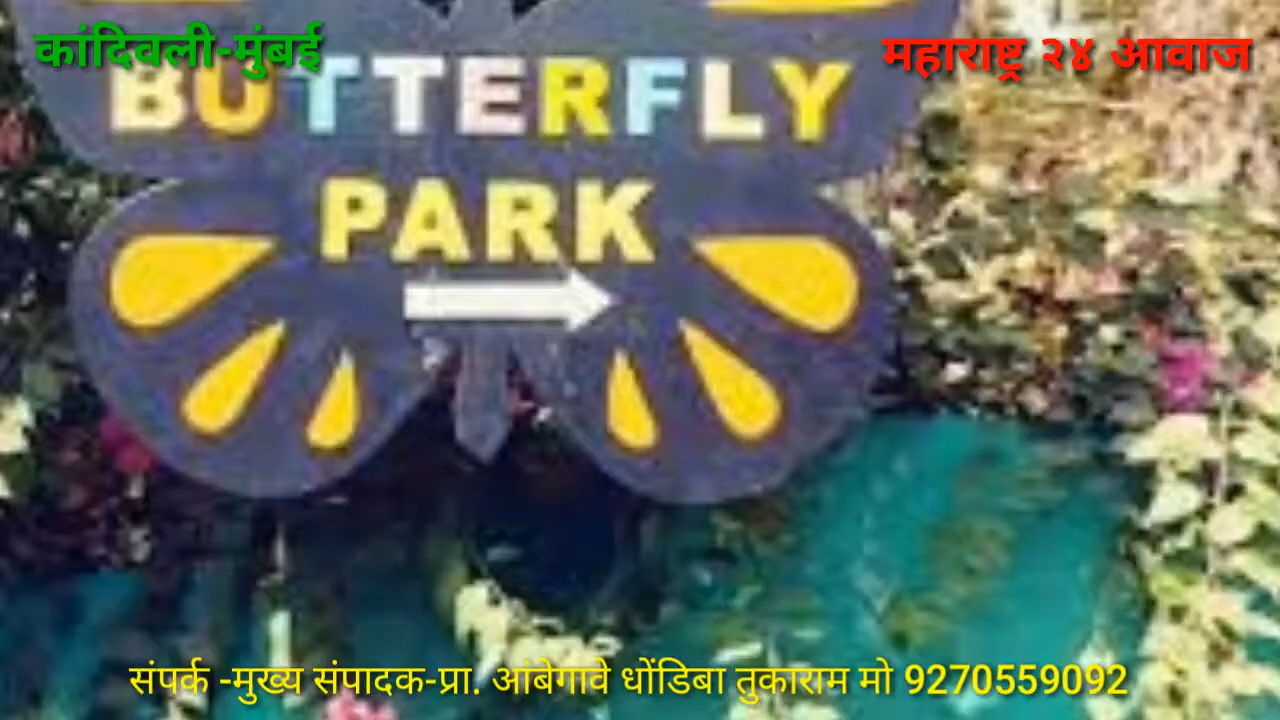 कांदिवली-मुंबई
महाराष्ट्र २४ आवाज
BUTTERFLY
PARK
संपर्क -मुख्य संपादक-प्रा. आंबेगावे धोंडिबा तुकाराम मो 9270559092